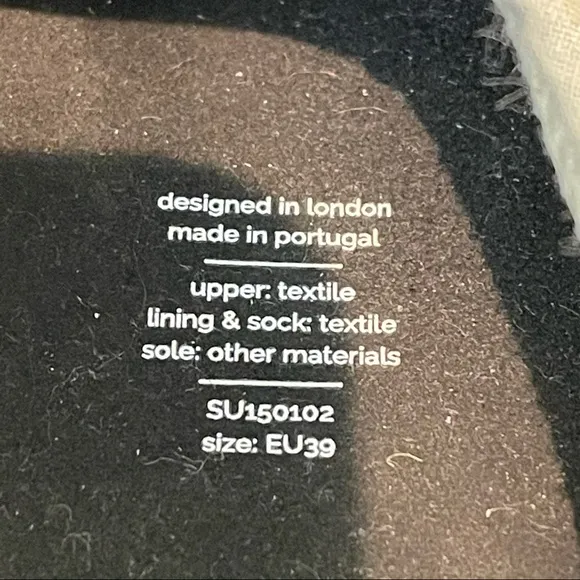 designed in london
made in portugal
upper: textile
lining & sock: textile
sole: other materials
SU150102
size: EU39